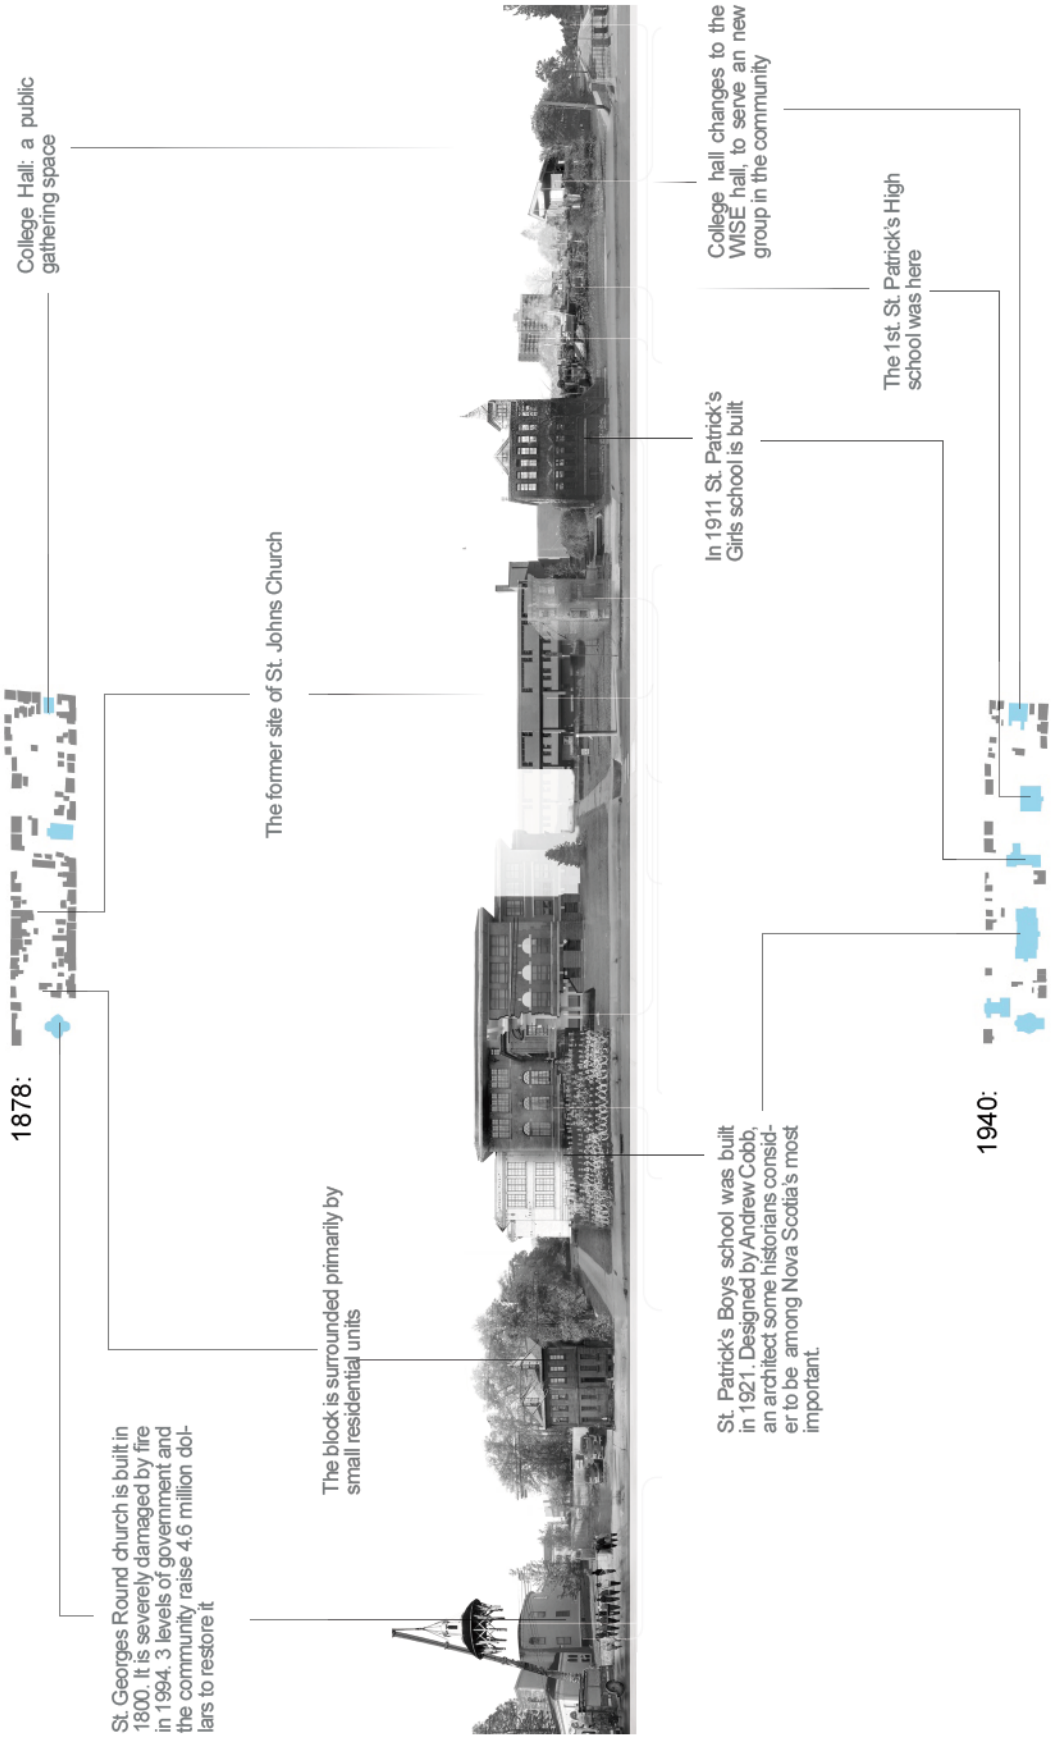 1878:
St. Georges Round church is built in
1800. It is severely damaged by fire
in 1994. 3 levels of government and
the community raise 4.6 million dol-
lars to restore it
The block is surrounded primarily by
small residential units
The former site of St. Johns Church
College Hall: a public
gathering space
St. Patrick's Boys school was built
in 1921. Designed by Andrew Cobb,
an architect some historians consid-
er to be among Nova Scotia's most
important.
In 1911 St. Patrick's
Girls school is built
The 1st. St. Patrick's High
school was here
College hall changes to the
WISE hall, to serve an new
group in the community
1940: